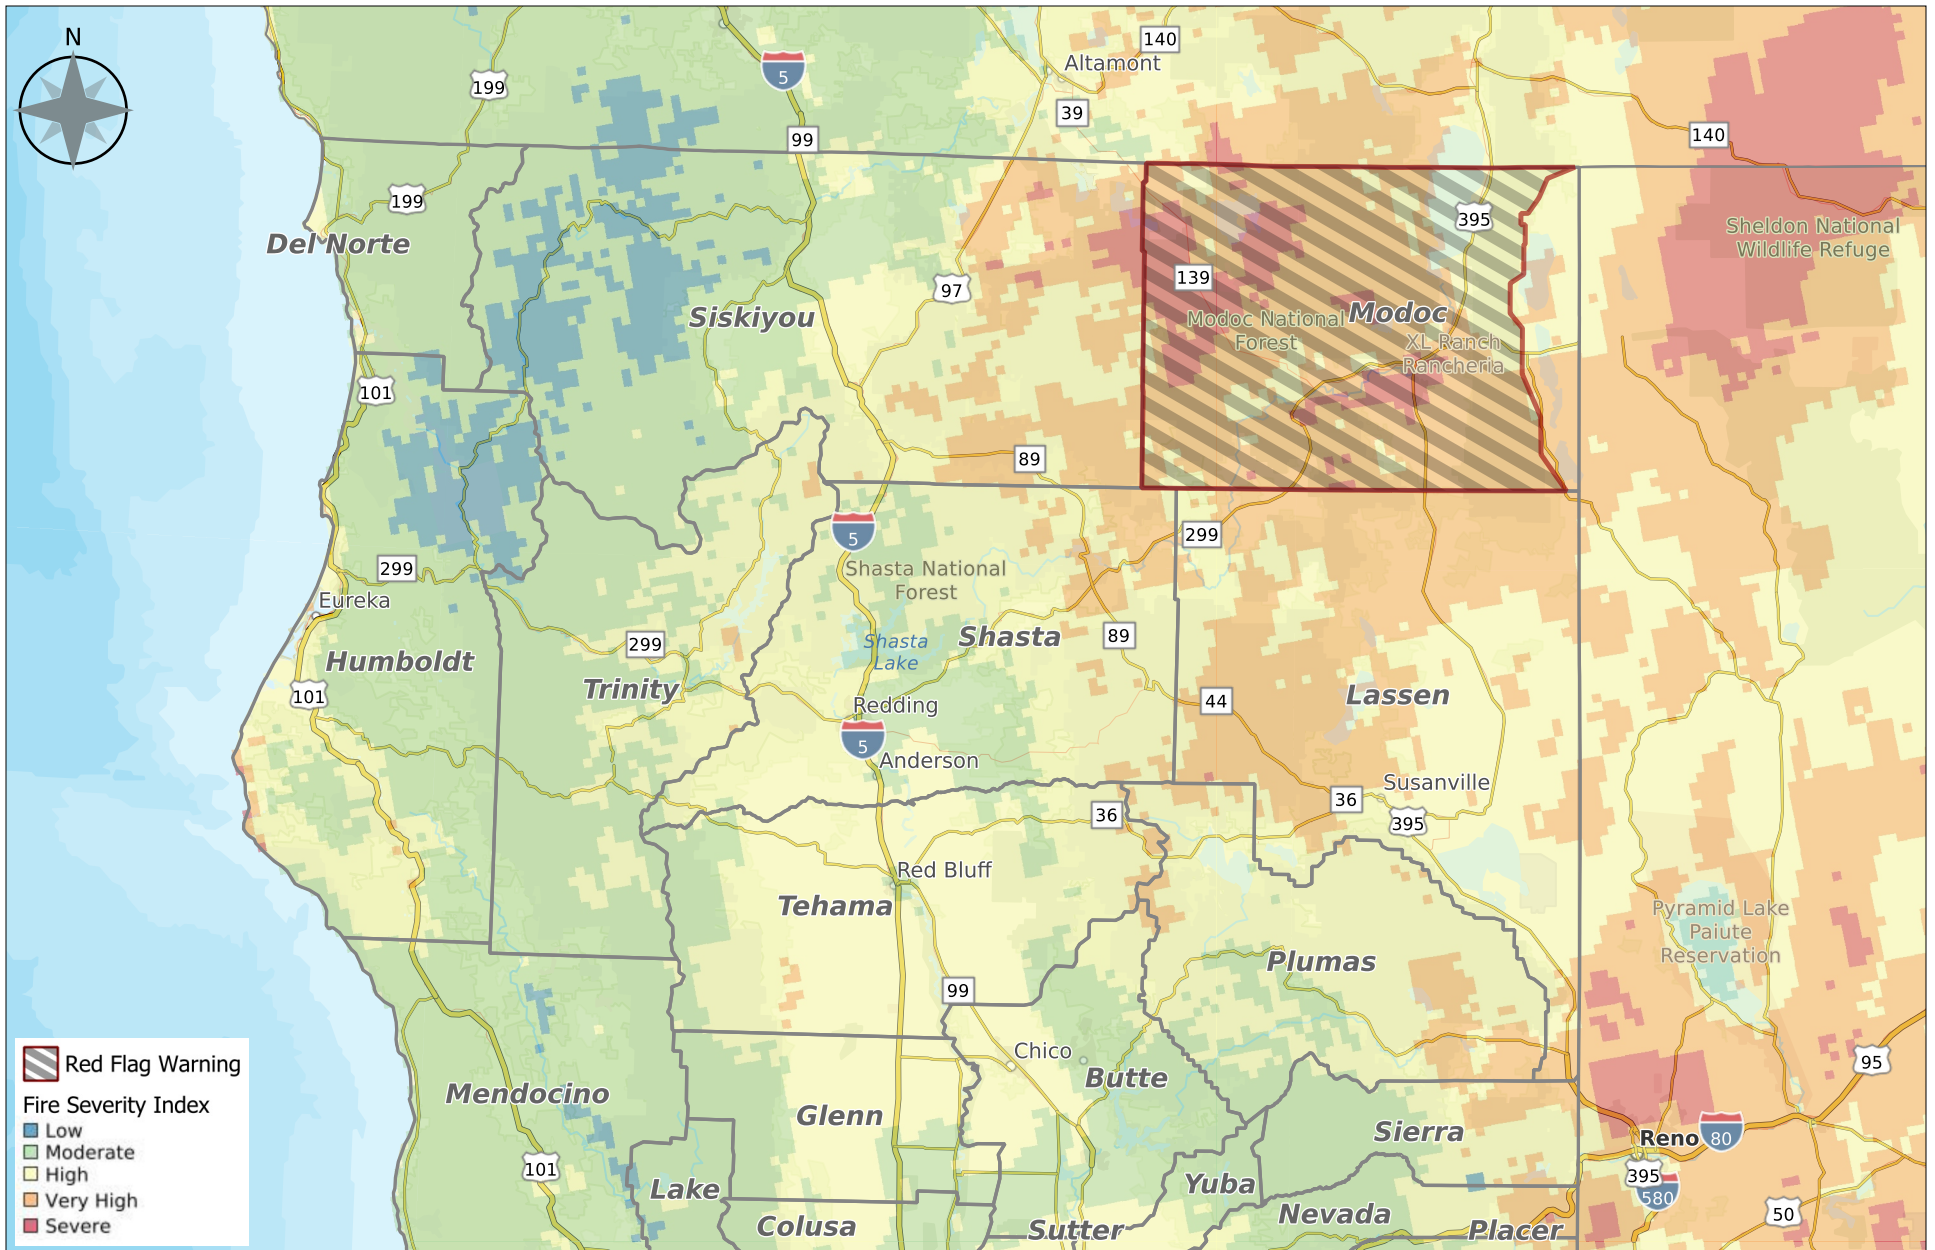 N
199
5
140
Altamont
39
99
140
199
Del Norte
395
Sheldon National
Wildlife Refuge
139
97
Siskiyou
Modoc National
Forest
Modoc
XL Ranch
Rancheria
101
89
5
299
299
Shasta National
Forest
Eureka
299
Shasta
Lake
Shasta
89
Humboldt
Trinity
101
Redding
44
Lassen
5
Anderson
Susanville
36
36
395
Red Bluff
Tehama
Pyramid Lake
Paiute
Reservation
Plumas
99
Chico
Butte
95
Red Flag Warning
Fire Severity Index
Low
Moderate
High
Very High
Severe
Mendocino
Glenn
Sierra
Reno
80
101
395
580
Lake
Yuba
50
Colusa
Sutter
Nevada
Placer